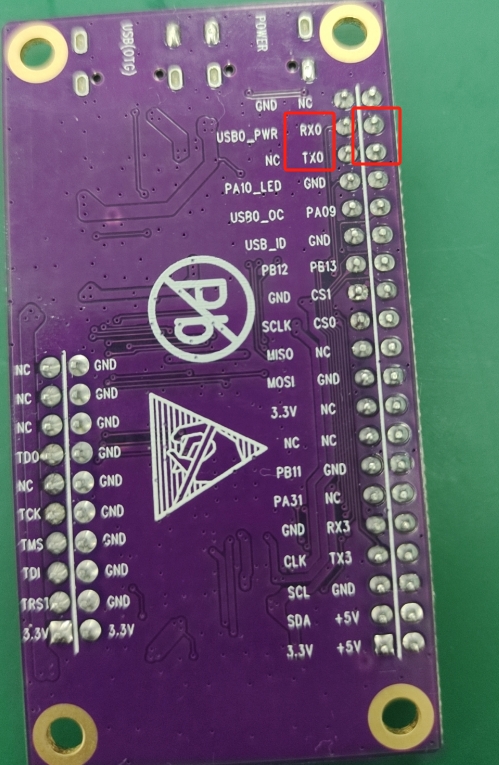 USB(OTG)
POWER
GND NC
USB0_PWR RX0
NC TX0
PA10_LED GND
USB0_OC PA09
USB_ID GND
PB12 PB13
GND CS1
SCLK CS0
MISO NC
MOSI GND
3.3V NC
NC NC
PB11 GND
PA31 NC
GND RX3
CLK TX3
SCL GND
SDA +5V
3.3V +5V
Pb
NC GND
NC GND
NC GND
TDO GND
NC GND
TCK GND
TMS GND
TDI GND
TRST GND
3.3V 3.3V